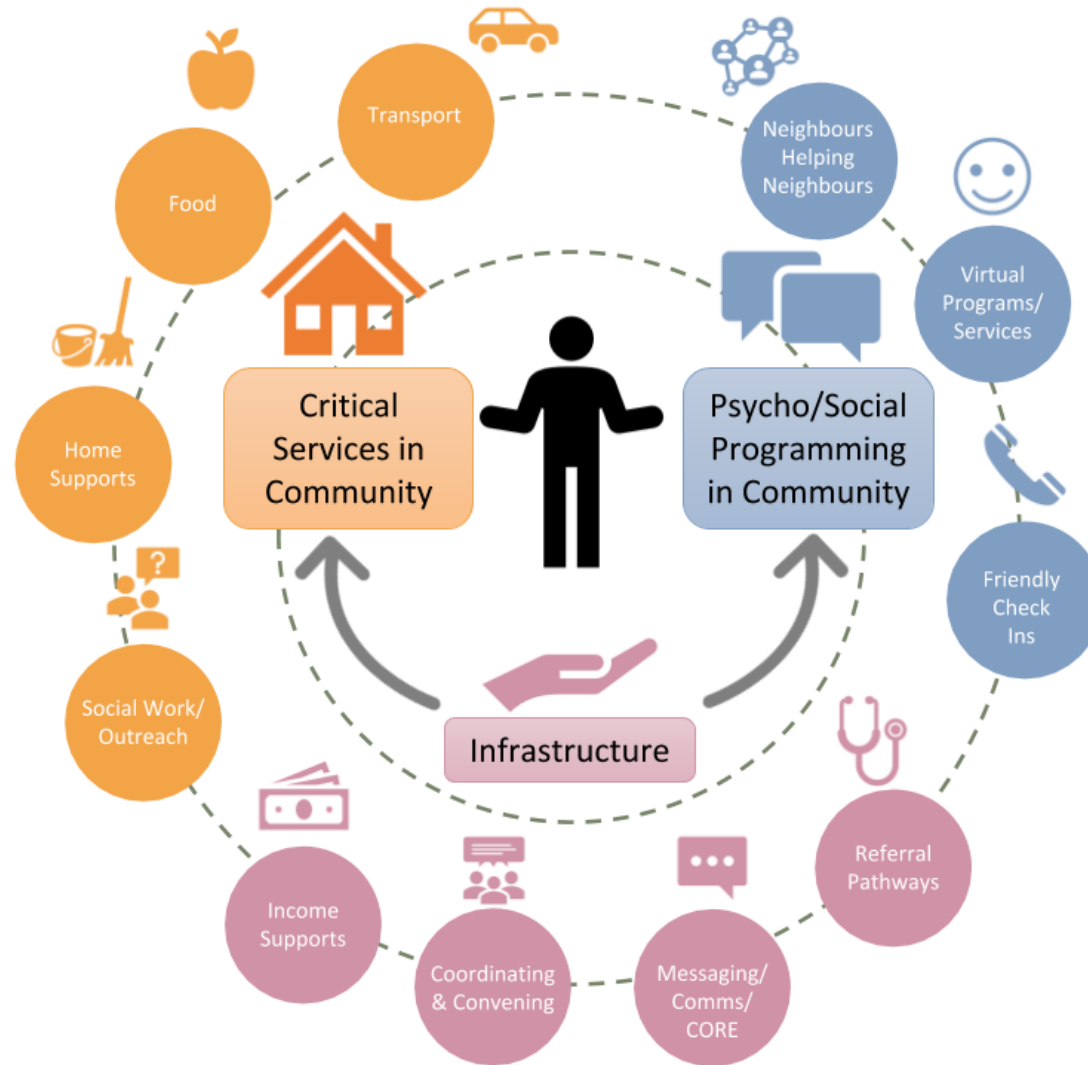 Transport
Food
Home
Supports
Social Work/
Outreach
Neighbours
Helping
Neighbours
Virtual
Programs/
Services
Friendly
Check
Ins
Critical
Services in
Community
Psycho/Social
Programming
in Community
?
Infrastructure
Income
Supports
Coordinating
& Convening
Messaging/
Comms/
CORE
Referral
Pathways